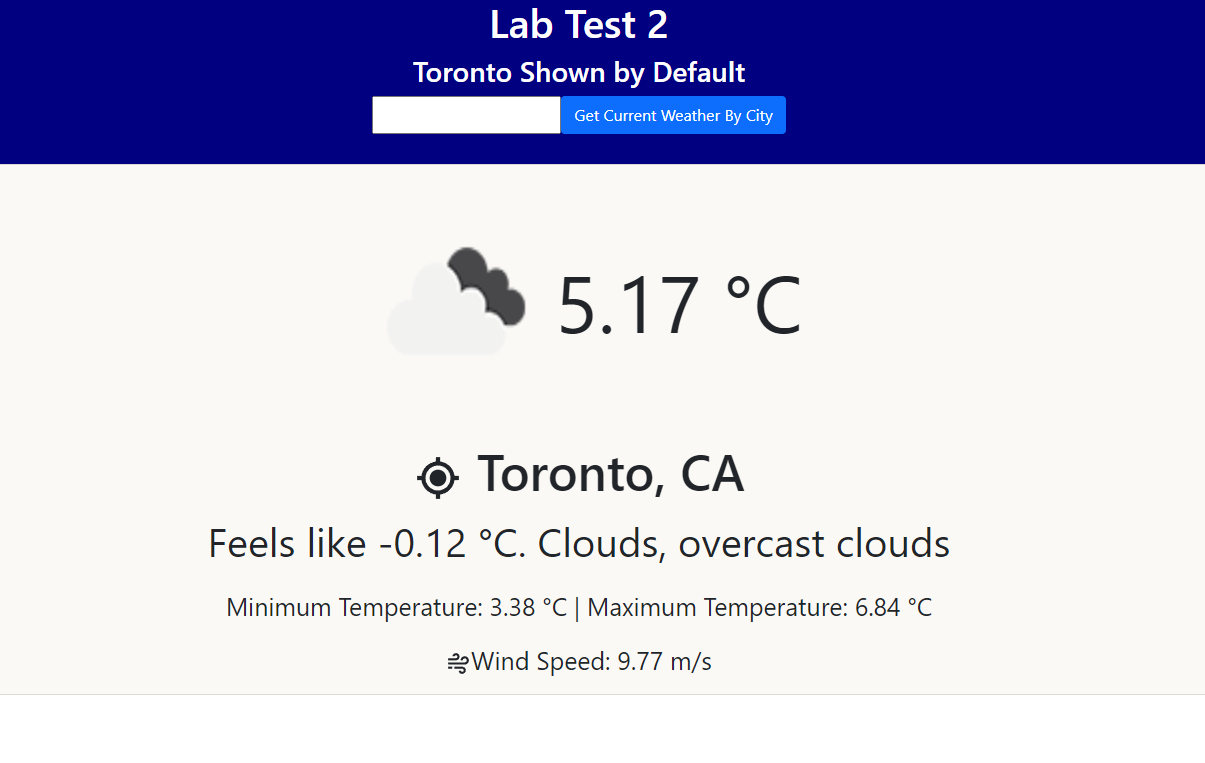 Lab Test 2
Toronto Shown by Default
Get Current Weather By City
5.17 °C
Toronto, CA
Feels like -0.12 °C. Clouds, overcast clouds
Minimum Temperature: 3.38 °C | Maximum Temperature: 6.84 °C
Wind Speed: 9.77 m/s